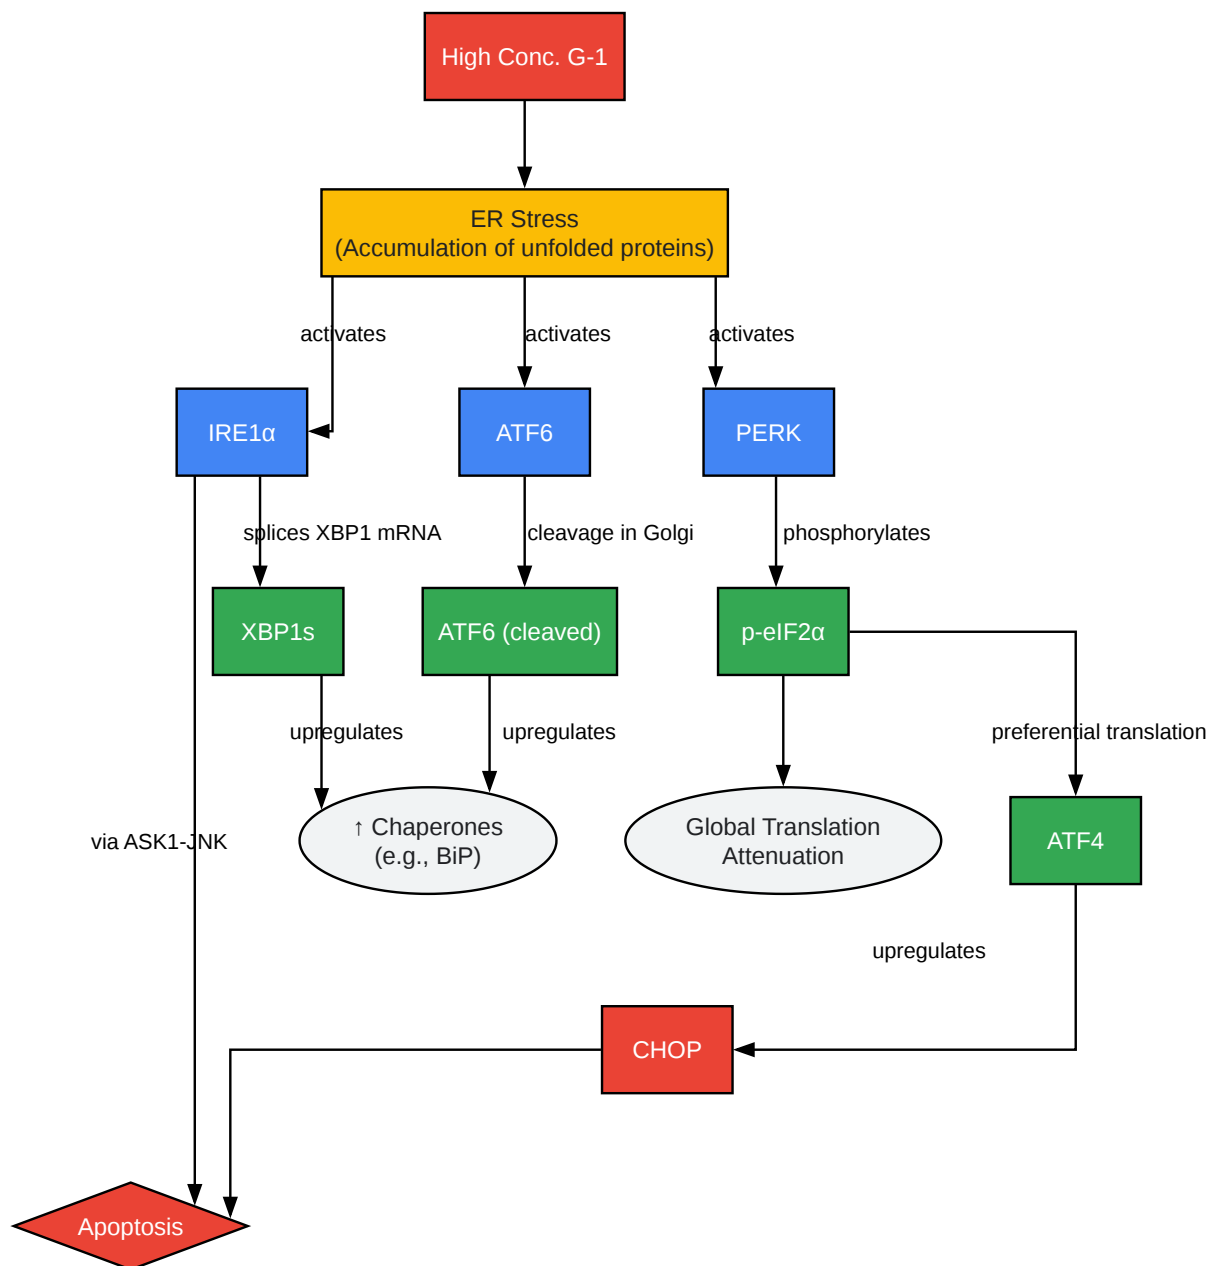 High Conc. G-1
ER Stress
(Accumulation of unfolded proteins)
activates
activates
activates
IRE1α
ATF6
PERK
splices XBP1 mRNA
cleavage in Golgi
phosphorylates
XBP1s
ATF6 (cleaved)
p-eIF2α
upregulates
upregulates
preferential translation
via ASK1-JNK
↑ Chaperones
(e.g., BiP)
Global Translation
Attenuation
ATF4
upregulates
CHOP
Apoptosis